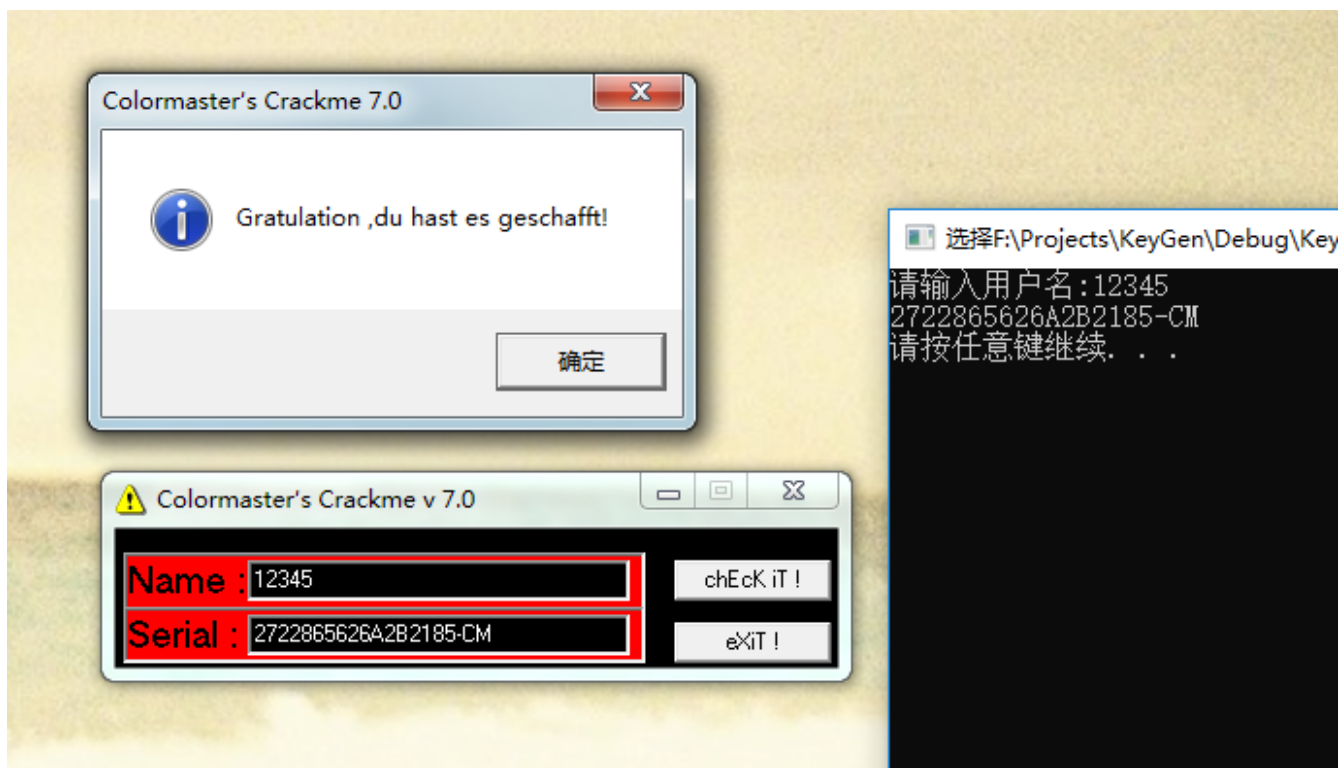 Colormaster's Crackme 7.0
Gratulation ,du hast es geschafft!
确定
选择F:\Projects\KeyGen\Debug\Key
请输入用户名:12345
2722865626A2B2185-CM
请按任意键继续. . .
Colormaster's Crackme v 7.0
Name : 12345
chEcK iT !
Serial : 2722865626A2B2185-CM
eXiT !